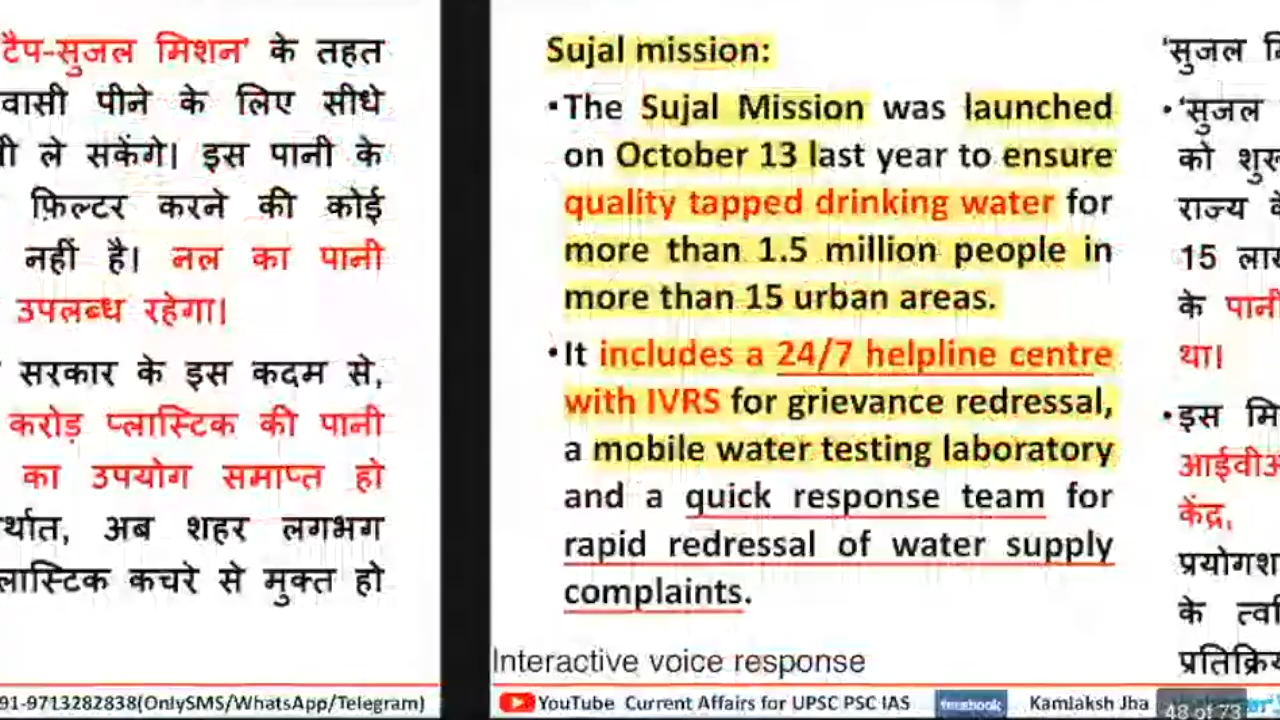 टैप-सुजल मिशन' के तहत
वासी पीने के लिए सीधे
ले सकेंगे। इस पानी के
फ़िल्टर करने की कोई
नहीं है। नल का पानी
उपलब्ध रहेगा।
सरकार के इस कदम से,
करोड़ प्लास्टिक की पानी
का उपयोग समाप्त हो
र्थात, अब शहर लगभग
लास्टिक कचरे से मुक्त हो
91-9713282838(OnlySMS/WhatsApp/Telegram)
Sujal mission:
•The Sujal Mission was launched
on October 13 last year to ensure
quality tapped drinking water for
more than 1.5 million people in
more than 15 urban areas.
•It includes a 24/7 helpline centre
with IVRS for grievance redressal,
a mobile water testing laboratory
and a quick response team for
rapid redressal of water supply
complaints.
Interactive voice response
YouTube Current Affairs for UPSC PSC IAS facebook Kamlaksh Jha
48 of 73
'सुजल
•'सुजल
को
राज्य
15
के
था।
•इस
केंद्र,
के